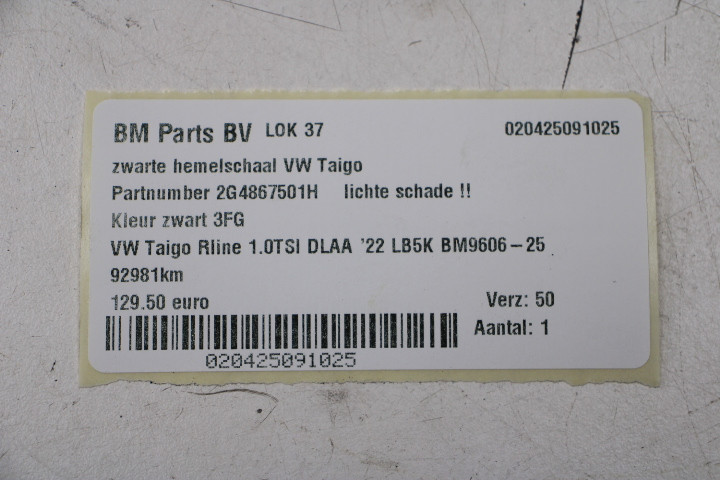 BM Parts BV LOK 37 020425091025
zwarte hemelschaal VW Taigo
Partnumber 2G4867501H lichte schade !!
Kleur zwart 3FG
VW Taigo Rline 1.0TSI DLAA '22 LB5K BM9606-25
92981km
129.50 euro Verz: 50
Aantal: 1
020425091025